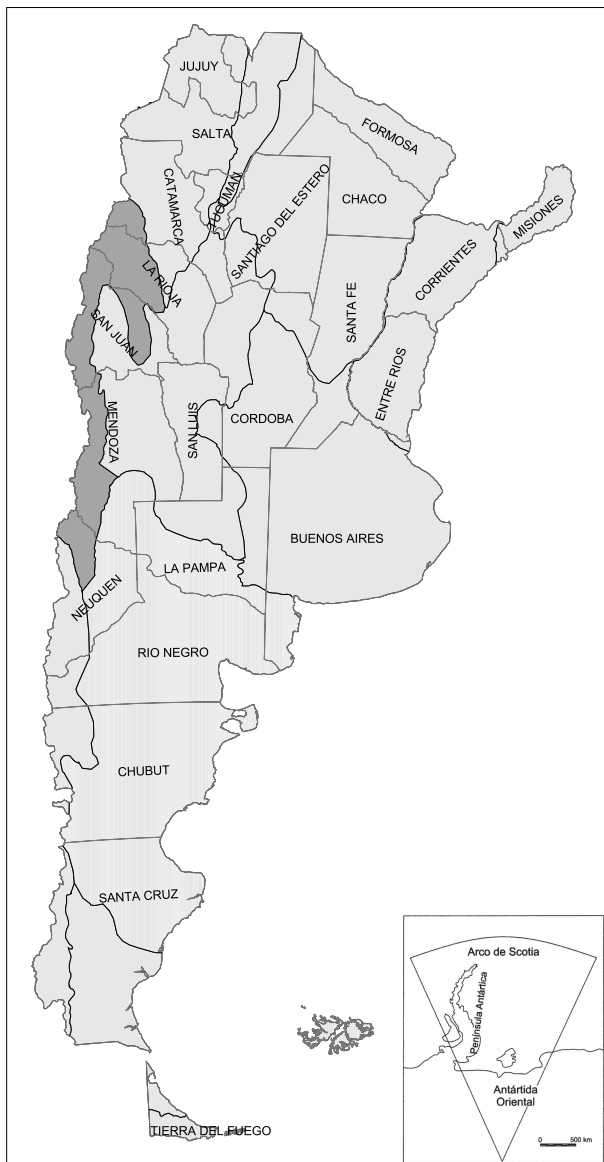 JUJUY
FORMOSA
SALTA
CATAMARCA
TUCUMAN
SANTIAGO DEL ESTERO
CHACO
MISIONES
CORRIENTES
LA RIOJA
SANTA FE
SAN JUAN
ENTRE RIOS
MENDOZA
SAN LUIS
CORDOBA
BUENOS AIRES
LA PAMPA
NEUQUEN
RIO NEGRO
CHUBUT
SANTA CRUZ
TIERRA DEL FUEGO
Arco de Scotia
Península Antártica
Antártida
Oriental
0 500 km